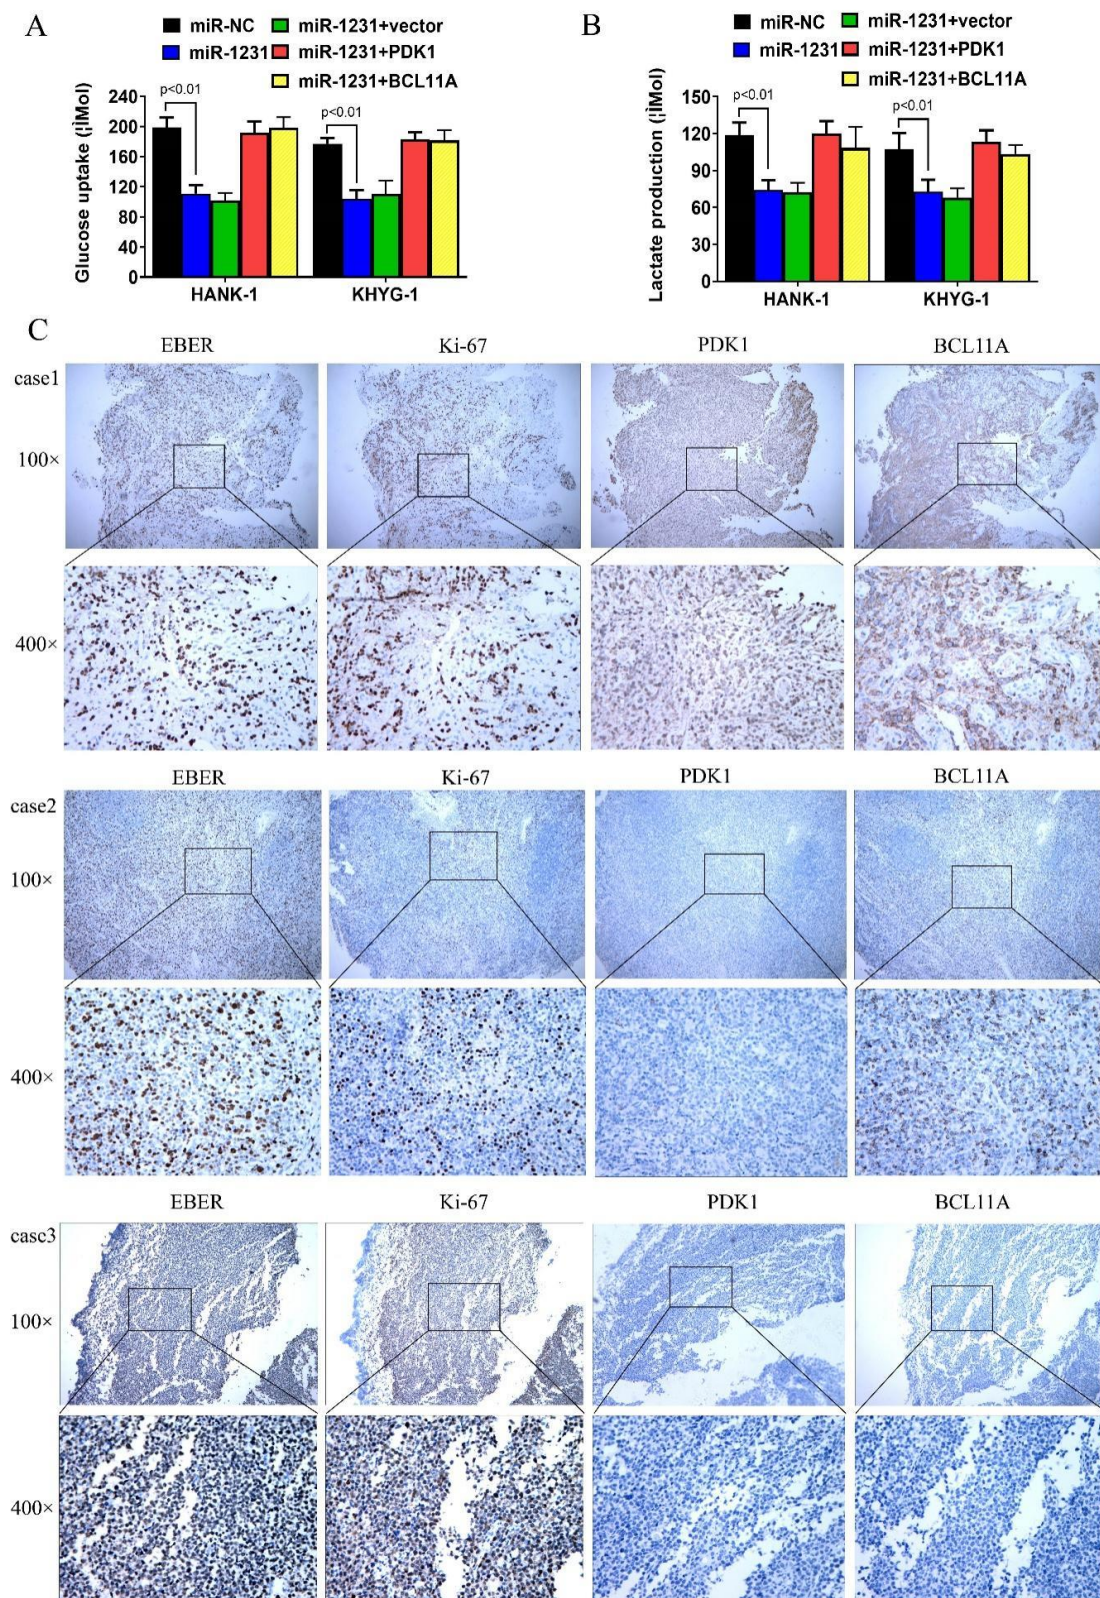 A
miR-NC
miR-1231+vector
miR-1231
miR-1231+PDK1
miR-1231+BCL11A
Glucose uptake (¦ÌMol)
240
200
160
120
80
40
0
p<0.01
p<0.01
HANK-1
KHYG-1
B
miR-NC
miR-1231+vector
miR-1231
miR-1231+PDK1
miR-1231+BCL11A
Lactate production (¦ÌMol)
150
120
90
60
30
0
p<0.01
p<0.01
HANK-1
KHYG-1
C
EBER
Ki-67
PDK1
BCL11A
case1
100×
400×
EBER
Ki-67
PDK1
BCL11A
case2
100×
400×
EBER
Ki-67
PDK1
BCL11A
case3
100×
400×